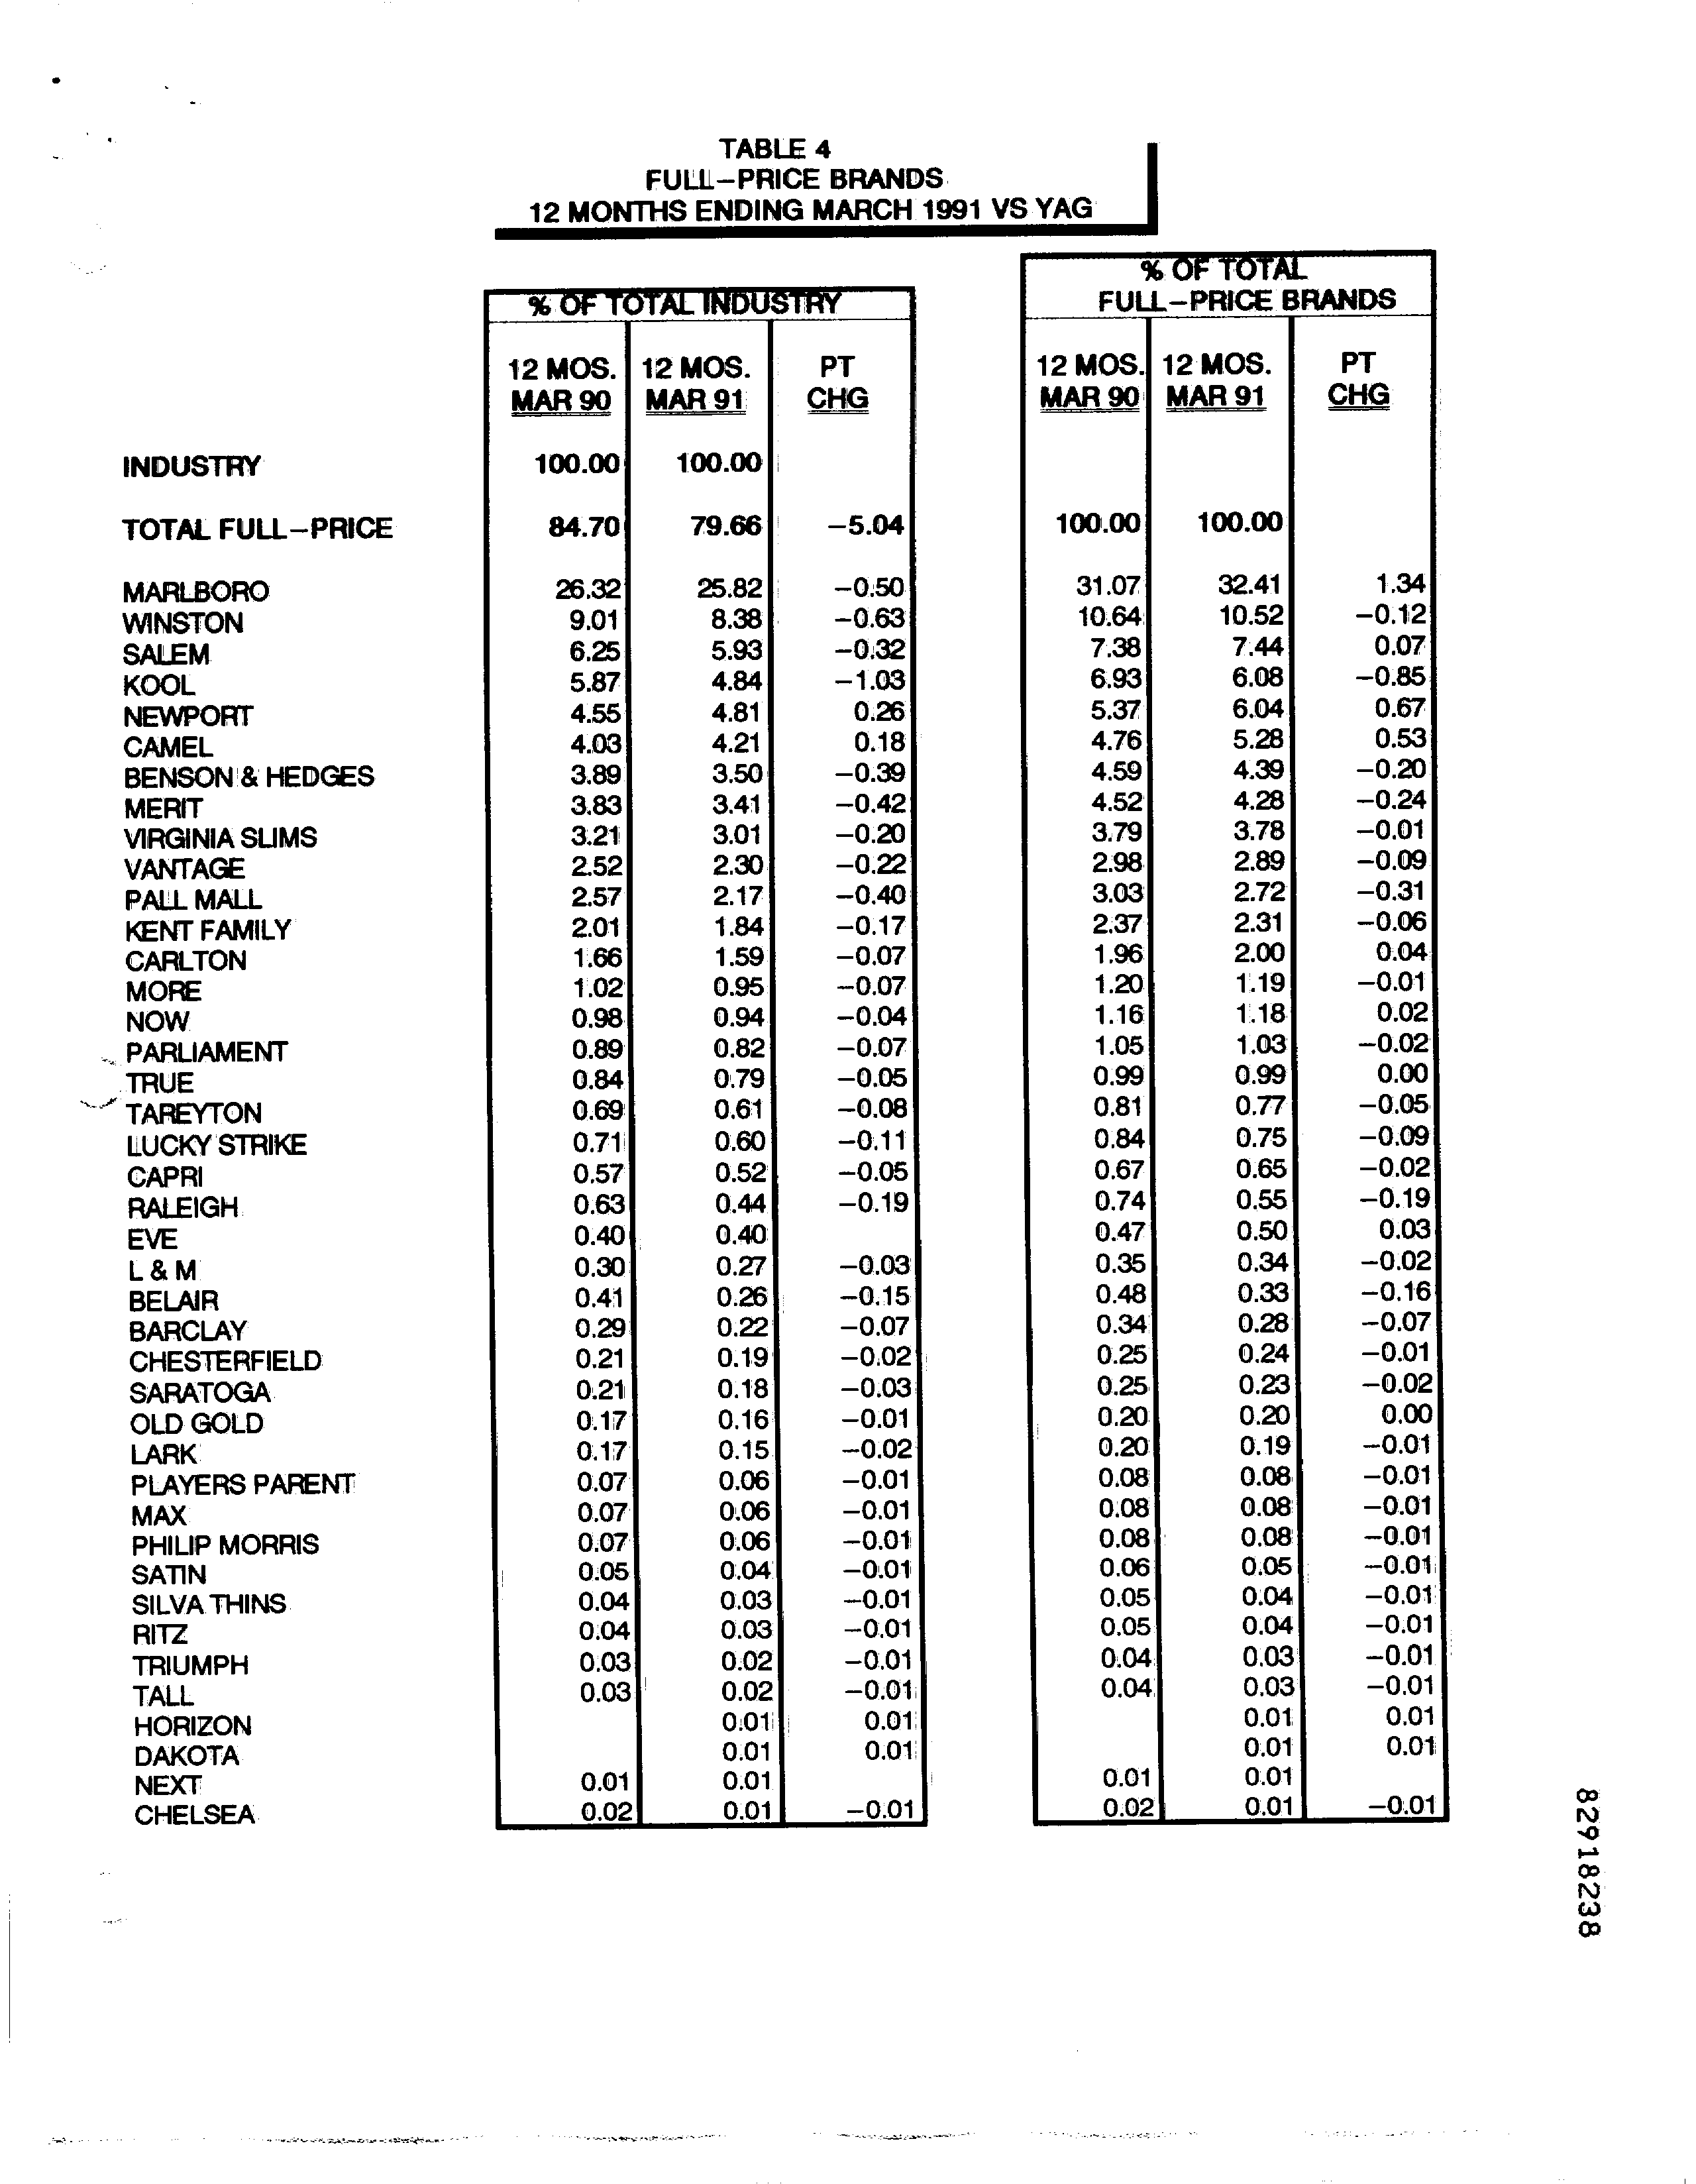 TABLE 4
FULL-PRICE BRANDS
12 MONTHS ENDING MARCH 1991 VS YAG
% OF TOTAL INDUSTRY
% OF TOTAL
FULL-PRICE BRANDS
12 MOS. 12 MOS. PT 12 MOS. 12 MOS. PT
MAR 90 MAR 91 CHG MAR 90 MAR 91 CHG
INDUSTRY 100.00 100.00
TOTAL FULL-PRICE 84.70 79.66 -5.04 100.00 100.00
MARLBORO 26.32 25.82 -0.50 31.07 32.41 1.34
WINSTON 9.01 8.38 -0.63 10.64 10.52 -0.12
SALEM 6.25 5.93 -0.32 7.38 7.44 0.07
KOOL 5.87 4.84 -1.03 6.93 6.08 -0.85
NEWPORT 4.55 4.81 0.26 5.37 6.04 0.67
CAMEL 4.03 4.21 0.18 4.76 5.28 0.53
BENSON & HEDGES 3.89 3.50 -0.39 4.59 4.39 -0.20
MERIT 3.83 3.41 -0.42 4.52 4.28 -0.24
VIRGINIA SLIMS 3.21 3.01 -0.20 3.79 3.78 -0.01
VANTAGE 2.52 2.30 -0.22 2.98 2.89 -0.09
PALL MALL 2.57 2.17 -0.40 3.03 2.72 -0.31
KENT FAMILY 2.01 1.84 -0.17 2.37 2.31 -0.06
CARLTON 1.66 1.59 -0.07 1.96 2.00 0.04
MORE 1.02 0.95 -0.07 1.20 1.19 -0.01
NOW 0.98 0.94 -0.04 1.16 1.18 0.02
PARLIAMENT 0.89 0.82 -0.07 1.05 1.03 -0.02
TRUE 0.84 0.79 -0.05 0.99 0.99 0.00
TAREYTON 0.69 0.61 -0.08 0.81 0.77 -0.05
LUCKY STRIKE 0.71 0.60 -0.11 0.84 0.75 -0.09
CAPRI 0.57 0.52 -0.05 0.67 0.65 -0.02
RALEIGH 0.63 0.44 -0.19 0.74 0.55 -0.19
EVE 0.40 0.40 0.47 0.50 0.03
L & M 0.30 0.27 -0.03 0.35 0.34 -0.02
BELAIR 0.41 0.26 -0.15 0.48 0.33 -0.16
BARCLAY 0.29 0.22 -0.07 0.34 0.28 -0.07
CHESTERFIELD 0.21 0.19 -0.02 0.25 0.24 -0.01
SARATOGA 0.21 0.18 -0.03 0.25 0.23 -0.02
OLD GOLD 0.17 0.16 -0.01 0.20 0.20 0.00
LARK 0.17 0.15 -0.02 0.20 0.19 -0.01
PLAYERS PARENT 0.07 0.06 -0.01 0.08 0.08 -0.01
MAX 0.07 0.06 -0.01 0.08 0.08 -0.01
PHILIP MORRIS 0.07 0.06 -0.01 0.08 0.08 -0.01
SATIN 0.05 0.04 -0.01 0.06 0.05 -0.01
SILVA THINS 0.04 0.03 -0.01 0.05 0.04 -0.01
RITZ 0.04 0.03 -0.01 0.05 0.04 -0.01
TRIUMPH 0.03 0.02 -0.01 0.04 0.03 -0.01
TALL 0.03 0.02 -0.01 0.04 0.03 -0.01
HORIZON 0.01 0.01 0.01 0.01
DAKOTA 0.01 0.01 0.01 0.01
NEXT 0.01 0.01 0.01 0.01
CHELSEA 0.02 0.01 -0.01 0.02 0.01 -0.01
82918238